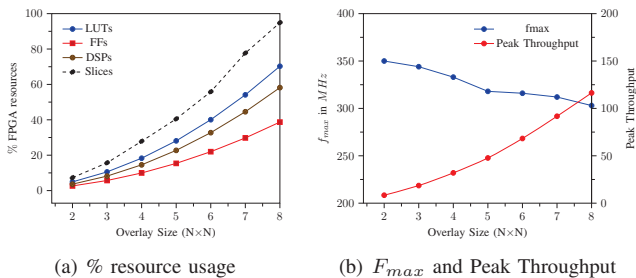 % FPGA resources
100
80
60
40
20
0
LUTs
FFs
DSPs
Slices
2 3 4 5 6 7 8
Overlay Size (N×N)
(a) % resource usage
f_max in MHz
400
350
300
250
200
fmax
Peak Throughput
200
150
100
50
0
Peak Throughput
2 3 4 5 6 7 8
Overlay Size (N×N)
(b) F_max and Peak Throughput